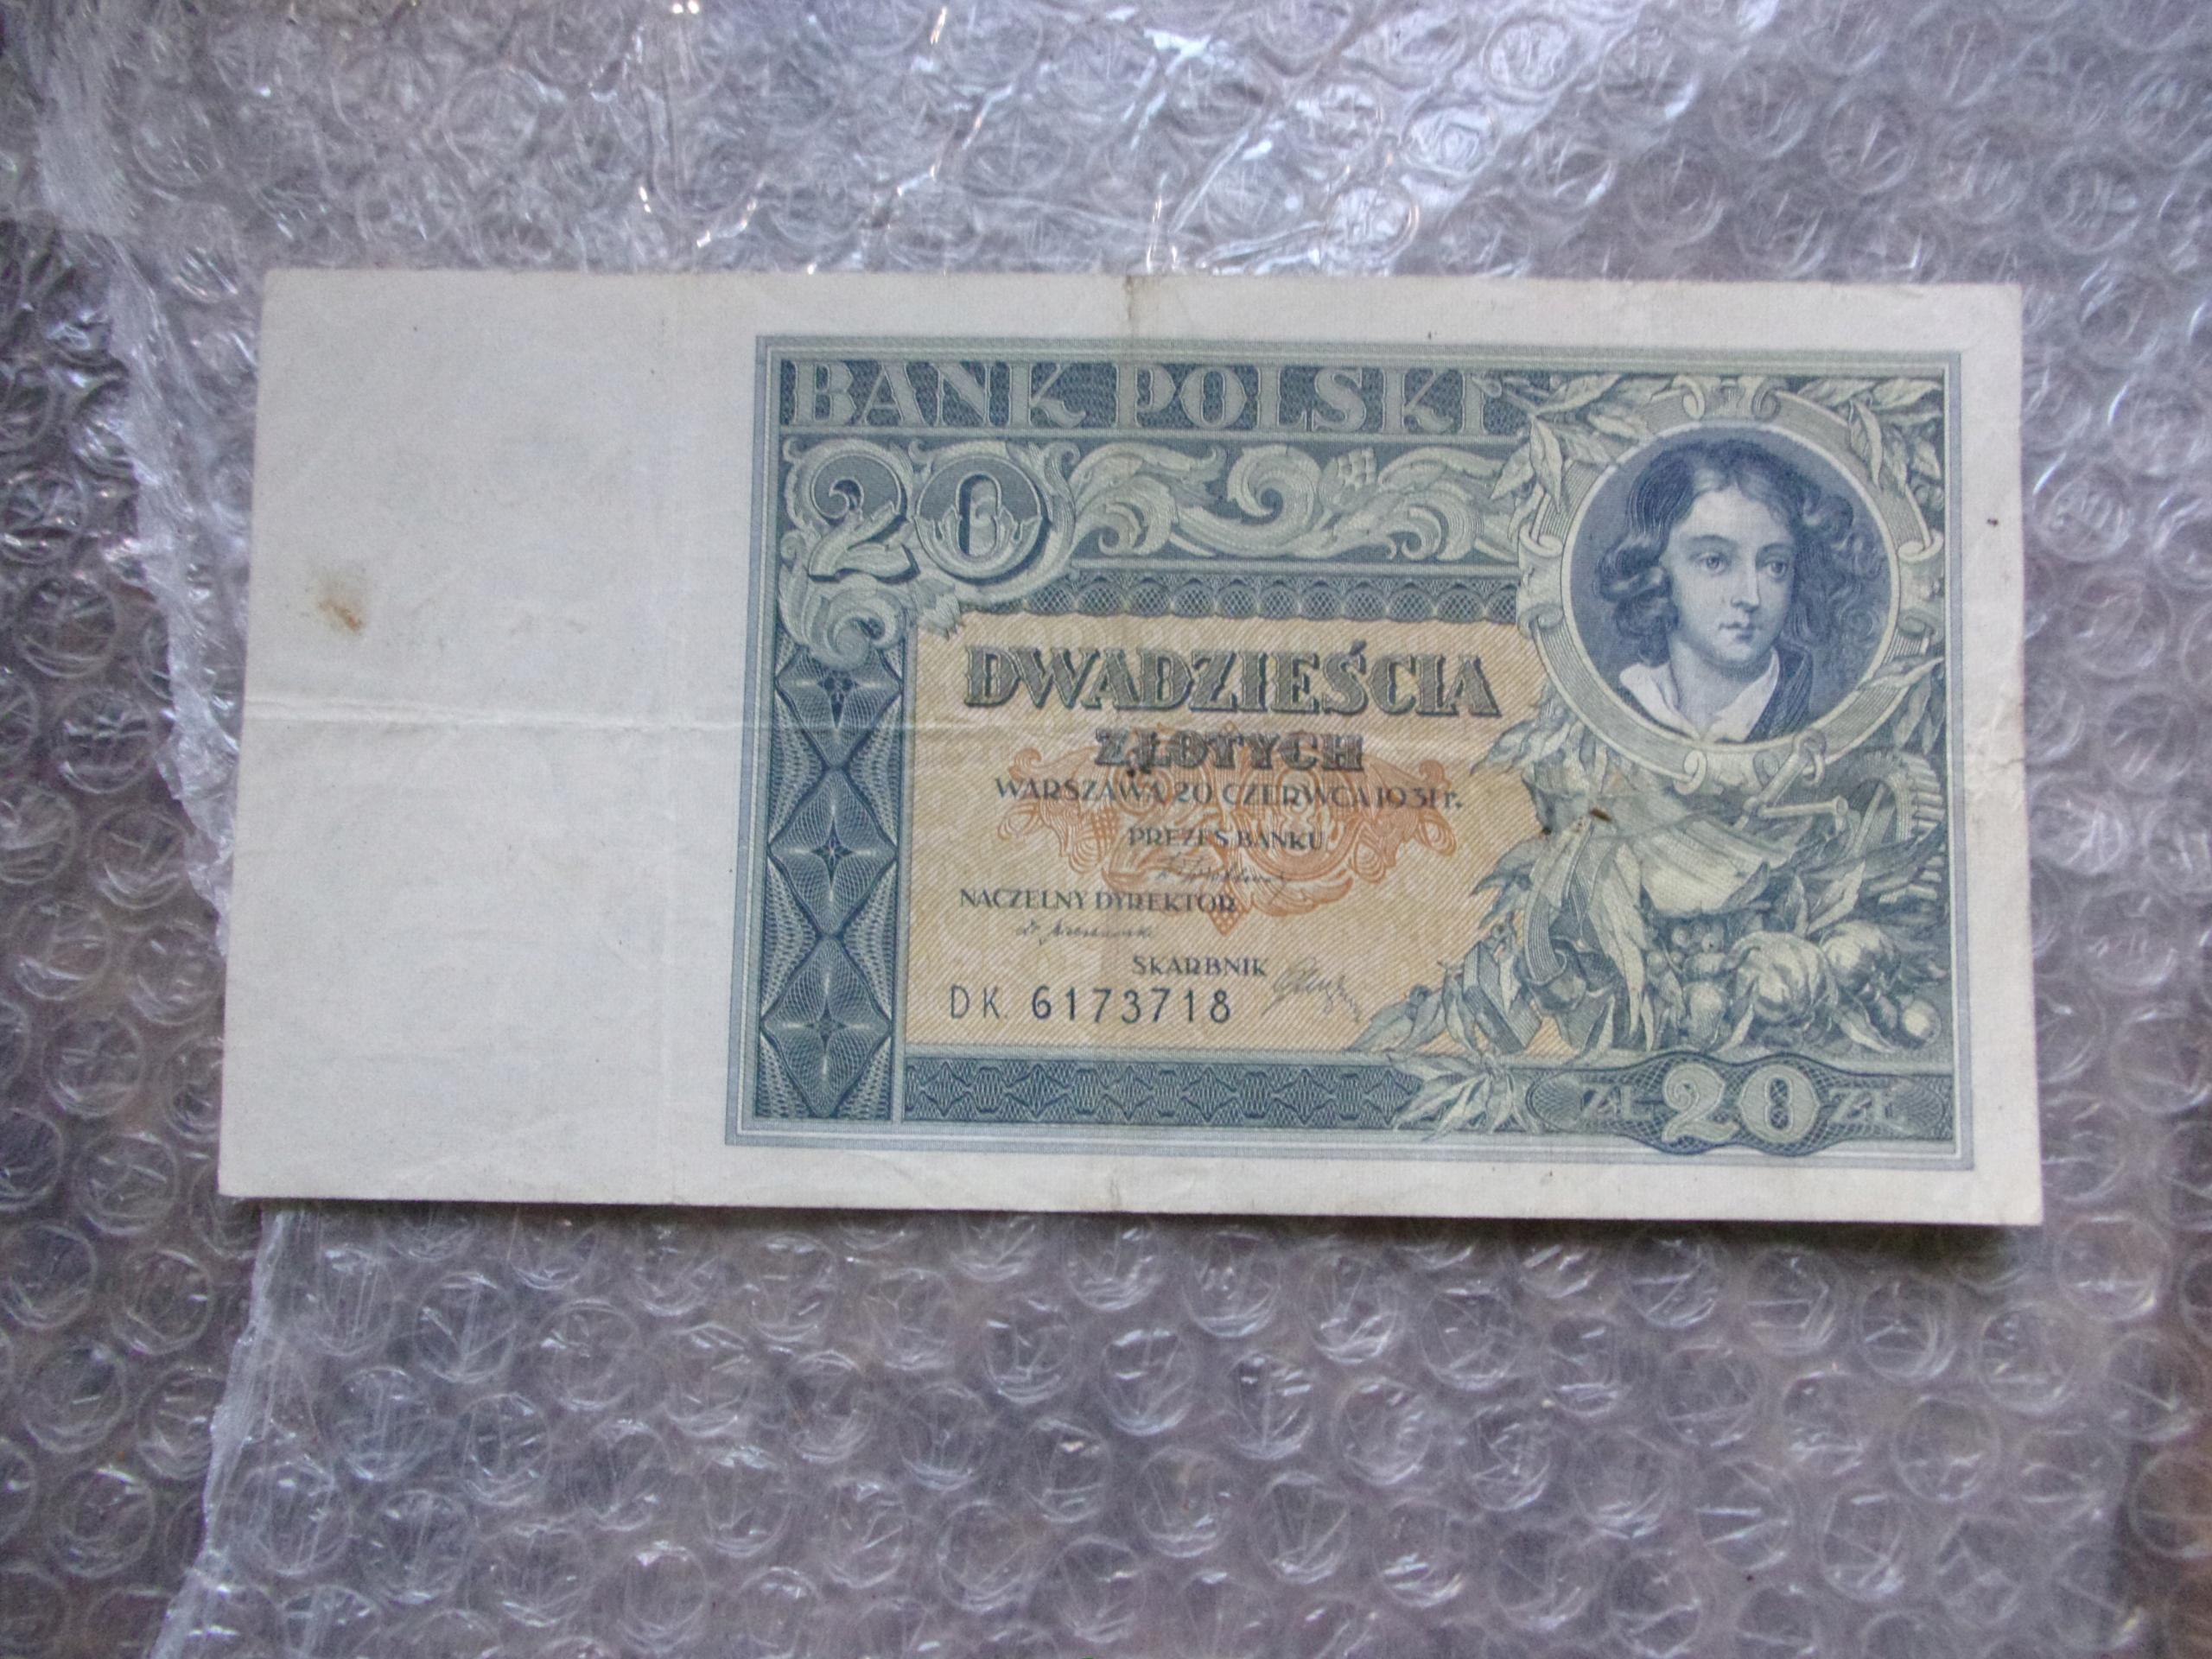 BANK POLSKI
20
DWADZIEŚCIA
ZŁOTYCH
WARSZAWA 20 CZERWCA 1931 r.
PREZES BANKU
NACZELNY DYREKTOR
SKARBNIK
DK. 6173718
ZŁ 20 ZŁ